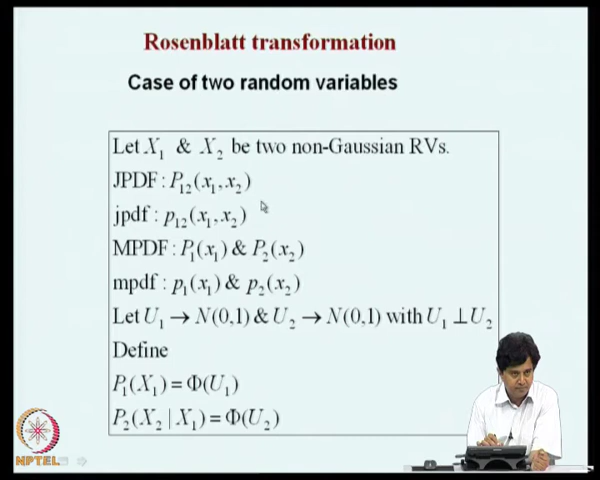 Rosenblatt transformation
Case of two random variables
Let X₁ & X₂ be two non-Gaussian RVs.
JPDF : P₁₂(x₁,x₂)
jpdf : p₁₂(x₁,x₂)
MPDF : P₁(x₁) & P₂(x₂)
mpdf : p₁(x₁) & p₂(x₂)
Let U₁ → N(0,1) & U₂ → N(0,1) with U₁ ⊥ U₂
Define
P₁(X₁) = Φ(U₁)
P₂(X₂ | X₁) = Φ(U₂)
NPTEL